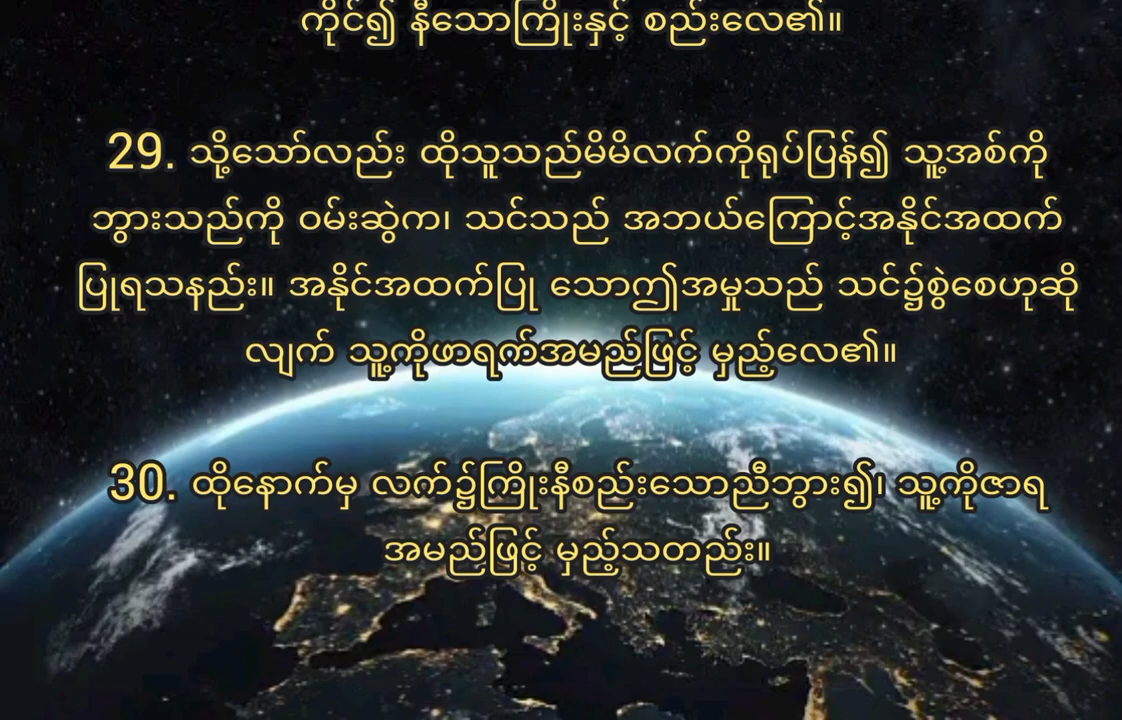 ကိုင်၍ နီသောကြိုးနှင့် စည်းလေ၏။
29. သို့သော်လည်း ထိုသူသည်မိမိလက်ကိုရုပ်ပြန်၍ သူ့အစ်ကို
ဘွားသည်ကို ဝမ်းဆွဲက၊ သင်သည် အဘယ်ကြောင့်အနိုင်အထက်
ပြုရသနည်း။ အနိုင်အထက်ပြု သောဤအမှုသည် သင်၌စွဲစေဟုဆို
လျက် သူ့ကိုဖာရက်အမည်ဖြင့် မှည့်လေ၏။
30. ထိုနောက်မှ လက်၌ကြိုးနီစည်းသောညီဘွား၍၊ သူ့ကိုဇာရ
အမည်ဖြင့် မှည့်သတည်း။